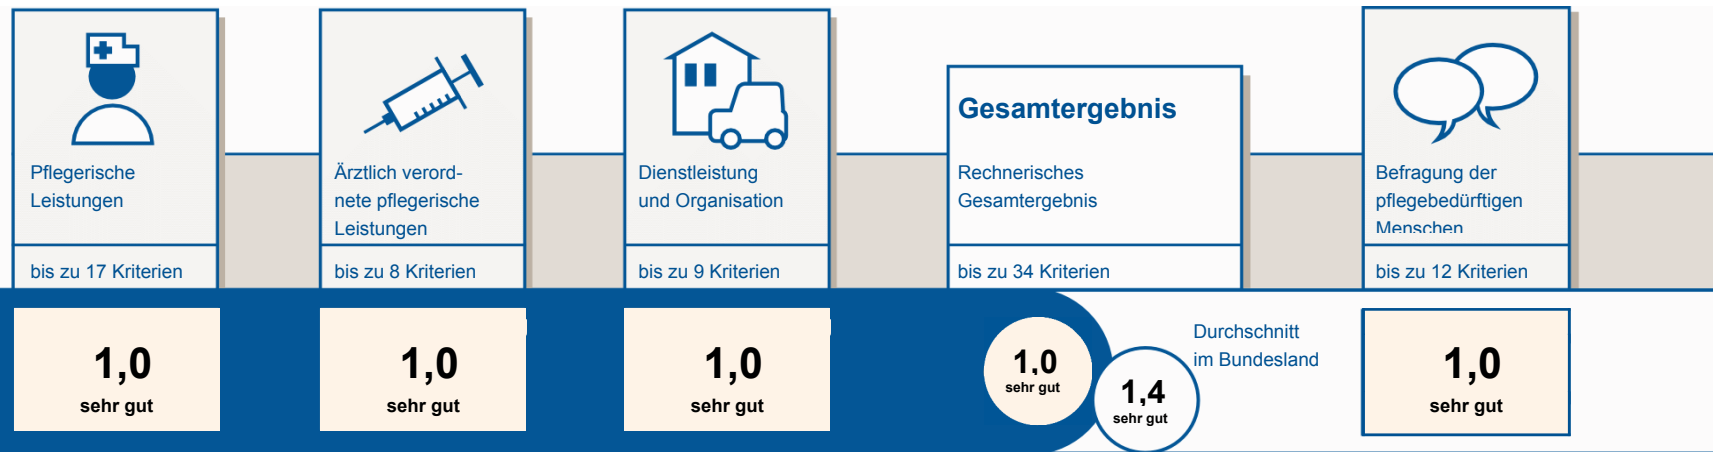 Pflegerische
Leistungen
bis zu 17 Kriterien
1,0
sehr gut
Ärztlich verord-
nete pflegerische
Leistungen
bis zu 8 Kriterien
1,0
sehr gut
Dienstleistung
und Organisation
bis zu 9 Kriterien
1,0
sehr gut
Gesamtergebnis
Rechnerisches
Gesamtergebnis
bis zu 34 Kriterien
1,0
sehr gut
Durchschnitt
im Bundesland
1,4
sehr gut
Befragung der
pflegebedürftigen
Menschen
bis zu 12 Kriterien
1,0
sehr gut